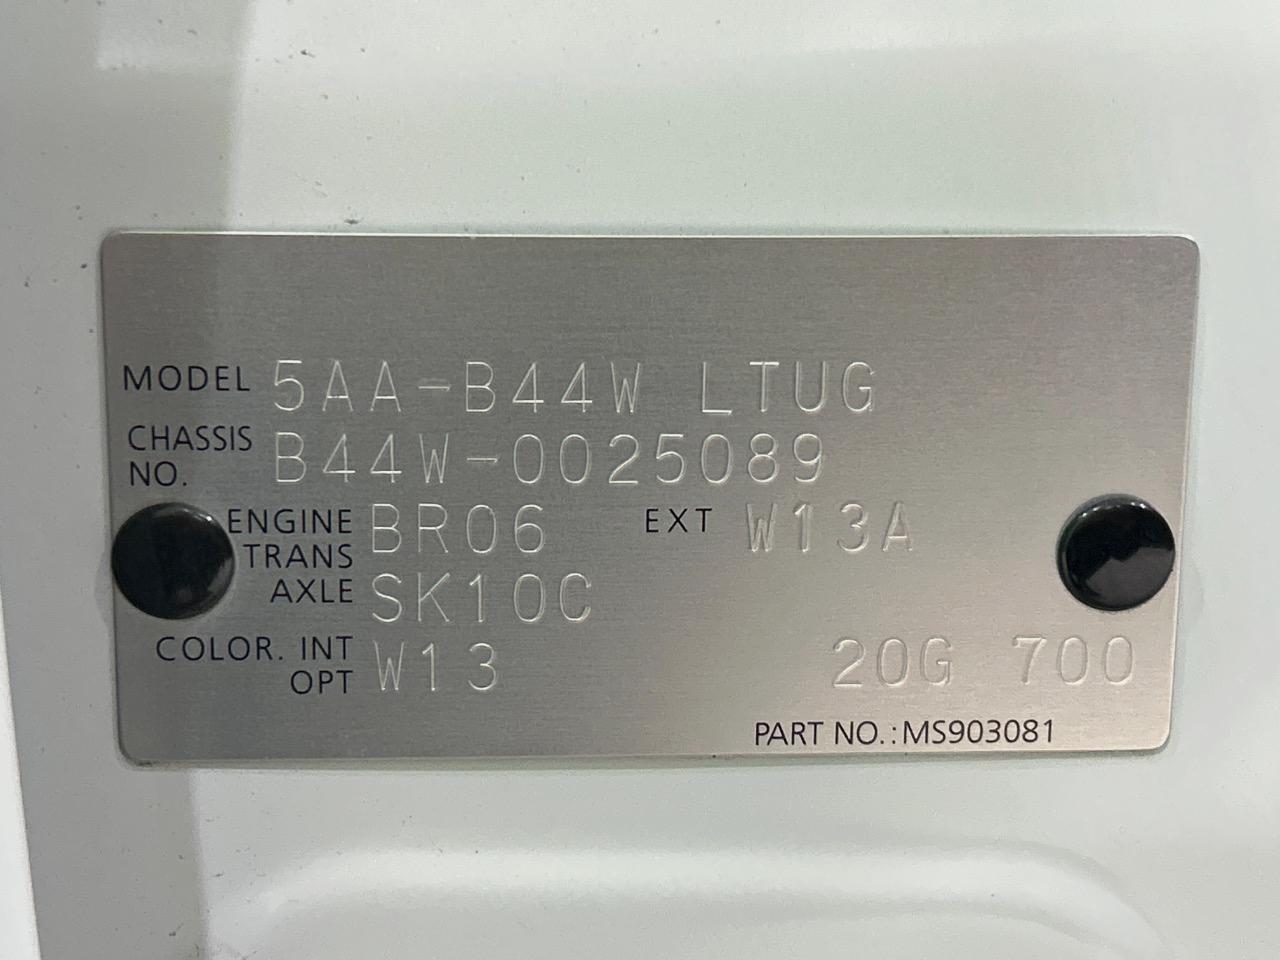 MODEL 5AA-B44W LTUG
CHASSIS
NO. B44W-0025089
ENGINE BR06 EXT W13A
TRANS
AXLE SK10C
COLOR. INT
OPT W13 20G 700
PART NO.:MS903081